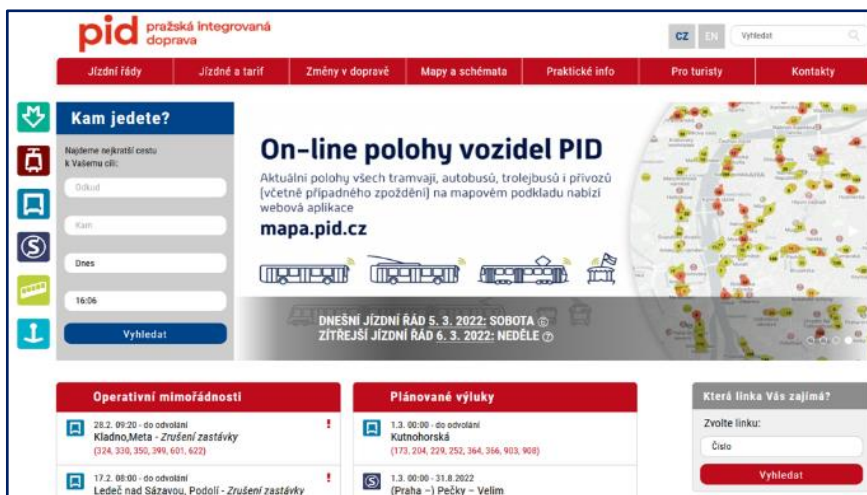 pid pražská integrovaná
doprava
CZ EN Vyhledat
Jízdní řády Jízdné a tarif Změny v dopravě Mapy a schémata Praktické info Pro turisty Kontakty
Kam jedete?
Najdeme nejkratší cestu
k Vašemu cíli:
Odkud
Kam
Dnes
16:06
Vyhledat
On-line polohy vozidel PID
Aktuální polohy všech tramvají, autobusů, trolejbusů i přívozů
(včetně případného zpoždění) na mapovém podkladu nabízí
webová aplikace
mapa.pid.cz
DNEŠNÍ JÍZDNÍ ŘÁD 5. 3. 2022: SOBOTA ⑥
ZÍTŘEJŠÍ JÍZDNÍ ŘÁD 6. 3. 2022: NEDĚLE ⑦
Operativní mimořádnosti
28.2. 09:20 - do odvolání !
Kladno,Meta - Zrušení zastávky
(324, 330, 350, 399, 601, 622)
17.2. 08:00 - do odvolání !
Ledeč nad Sázavou, Podolí - Zrušení zastávky
Plánované výluky
1.3. 00:00 - do odvolání
Kutnohorská
(173, 204, 229, 252, 364, 366, 903, 908)
1.3. 00:00 - 31.8.2022
(Praha –) Pečky – Velim
Která linka Vás zajímá?
Zvolte linku:
Číslo
Vyhledat